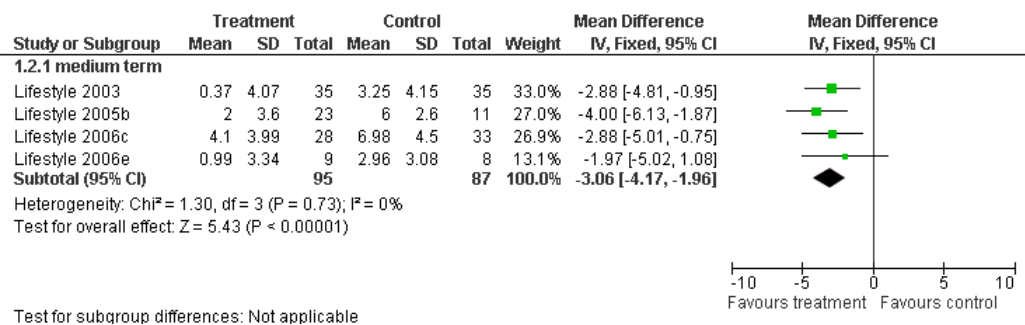 Treatment Control Mean Difference Mean Difference
Study or Subgroup Mean SD Total Mean SD Total Weight IV, Fixed, 95% CI IV, Fixed, 95% CI
1.2.1 medium term
Lifestyle 2003 0.37 4.07 35 3.25 4.15 35 33.0% -2.88 [-4.81, -0.95]
Lifestyle 2005b 2 3.6 23 6 2.6 11 27.0% -4.00 [-6.13, -1.87]
Lifestyle 2006c 4.1 3.99 28 6.98 4.5 33 26.9% -2.88 [-5.01, -0.75]
Lifestyle 2006e 0.99 3.34 9 2.96 3.08 8 13.1% -1.97 [-5.02, 1.08]
Subtotal (95% CI) 95 87 100.0% -3.06 [-4.17, -1.96]
Heterogeneity: Chi² = 1.30, df = 3 (P = 0.73); I² = 0%
Test for overall effect: Z = 5.43 (P < 0.00001)
-10 -5 0 5 10
Favours treatment Favours control
Test for subgroup differences: Not applicable